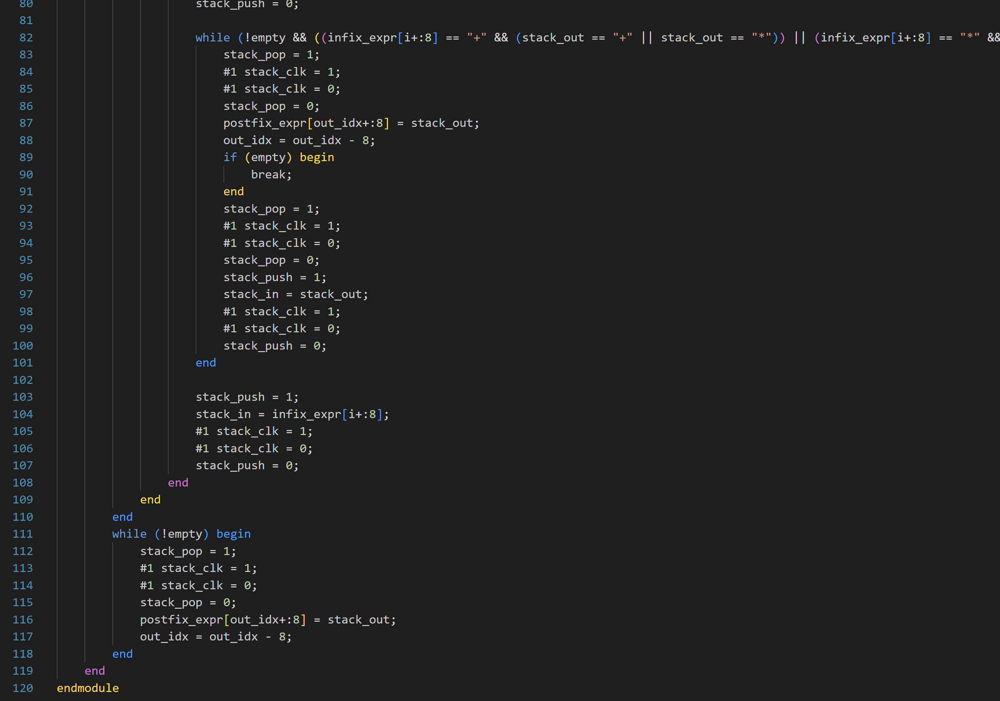 80 stack_push = 0;
81
82 while (!empty && ((infix_expr[i+:8] == "+" && (stack_out == "+" || stack_out == "*")) || (infix_expr[i+:8] == "*" &&
83 stack_pop = 1;
84 #1 stack_clk = 1;
85 #1 stack_clk = 0;
86 stack_pop = 0;
87 postfix_expr[out_idx+:8] = stack_out;
88 out_idx = out_idx - 8;
89 if (empty) begin
90 break;
91 end
92 stack_pop = 1;
93 #1 stack_clk = 1;
94 #1 stack_clk = 0;
95 stack_pop = 0;
96 stack_push = 1;
97 stack_in = stack_out;
98 #1 stack_clk = 1;
99 #1 stack_clk = 0;
100 stack_push = 0;
101 end
102
103 stack_push = 1;
104 stack_in = infix_expr[i+:8];
105 #1 stack_clk = 1;
106 #1 stack_clk = 0;
107 stack_push = 0;
108 end
109 end
110 end
111 while (!empty) begin
112 stack_pop = 1;
113 #1 stack_clk = 1;
114 #1 stack_clk = 0;
115 stack_pop = 0;
116 postfix_expr[out_idx+:8] = stack_out;
117 out_idx = out_idx - 8;
118 end
119 end
120 endmodule